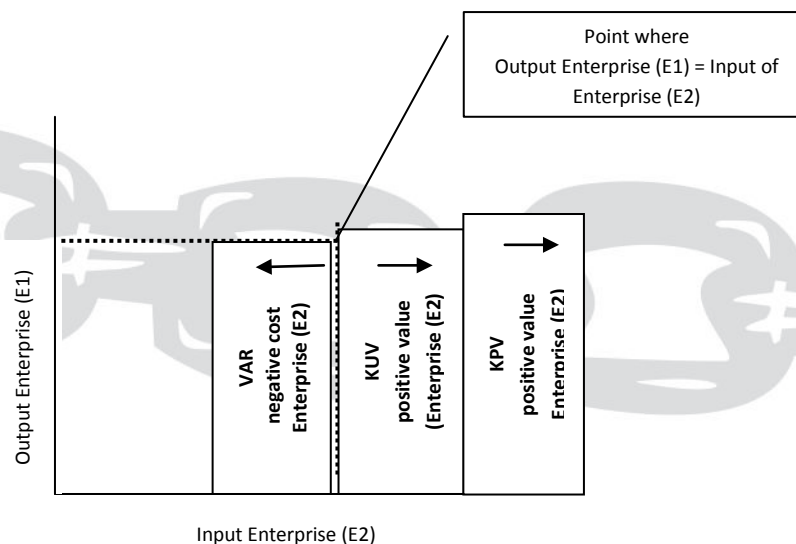 Point where
Output Enterprise (E1) = Input of
Enterprise (E2)
Output Enterprise (E1)
VAR
negative cost
Enterprise (E2)
KUV
positive value
(Enterprise (E2)
KPV
positive value
Enterprise (E2)
Input Enterprise (E2)